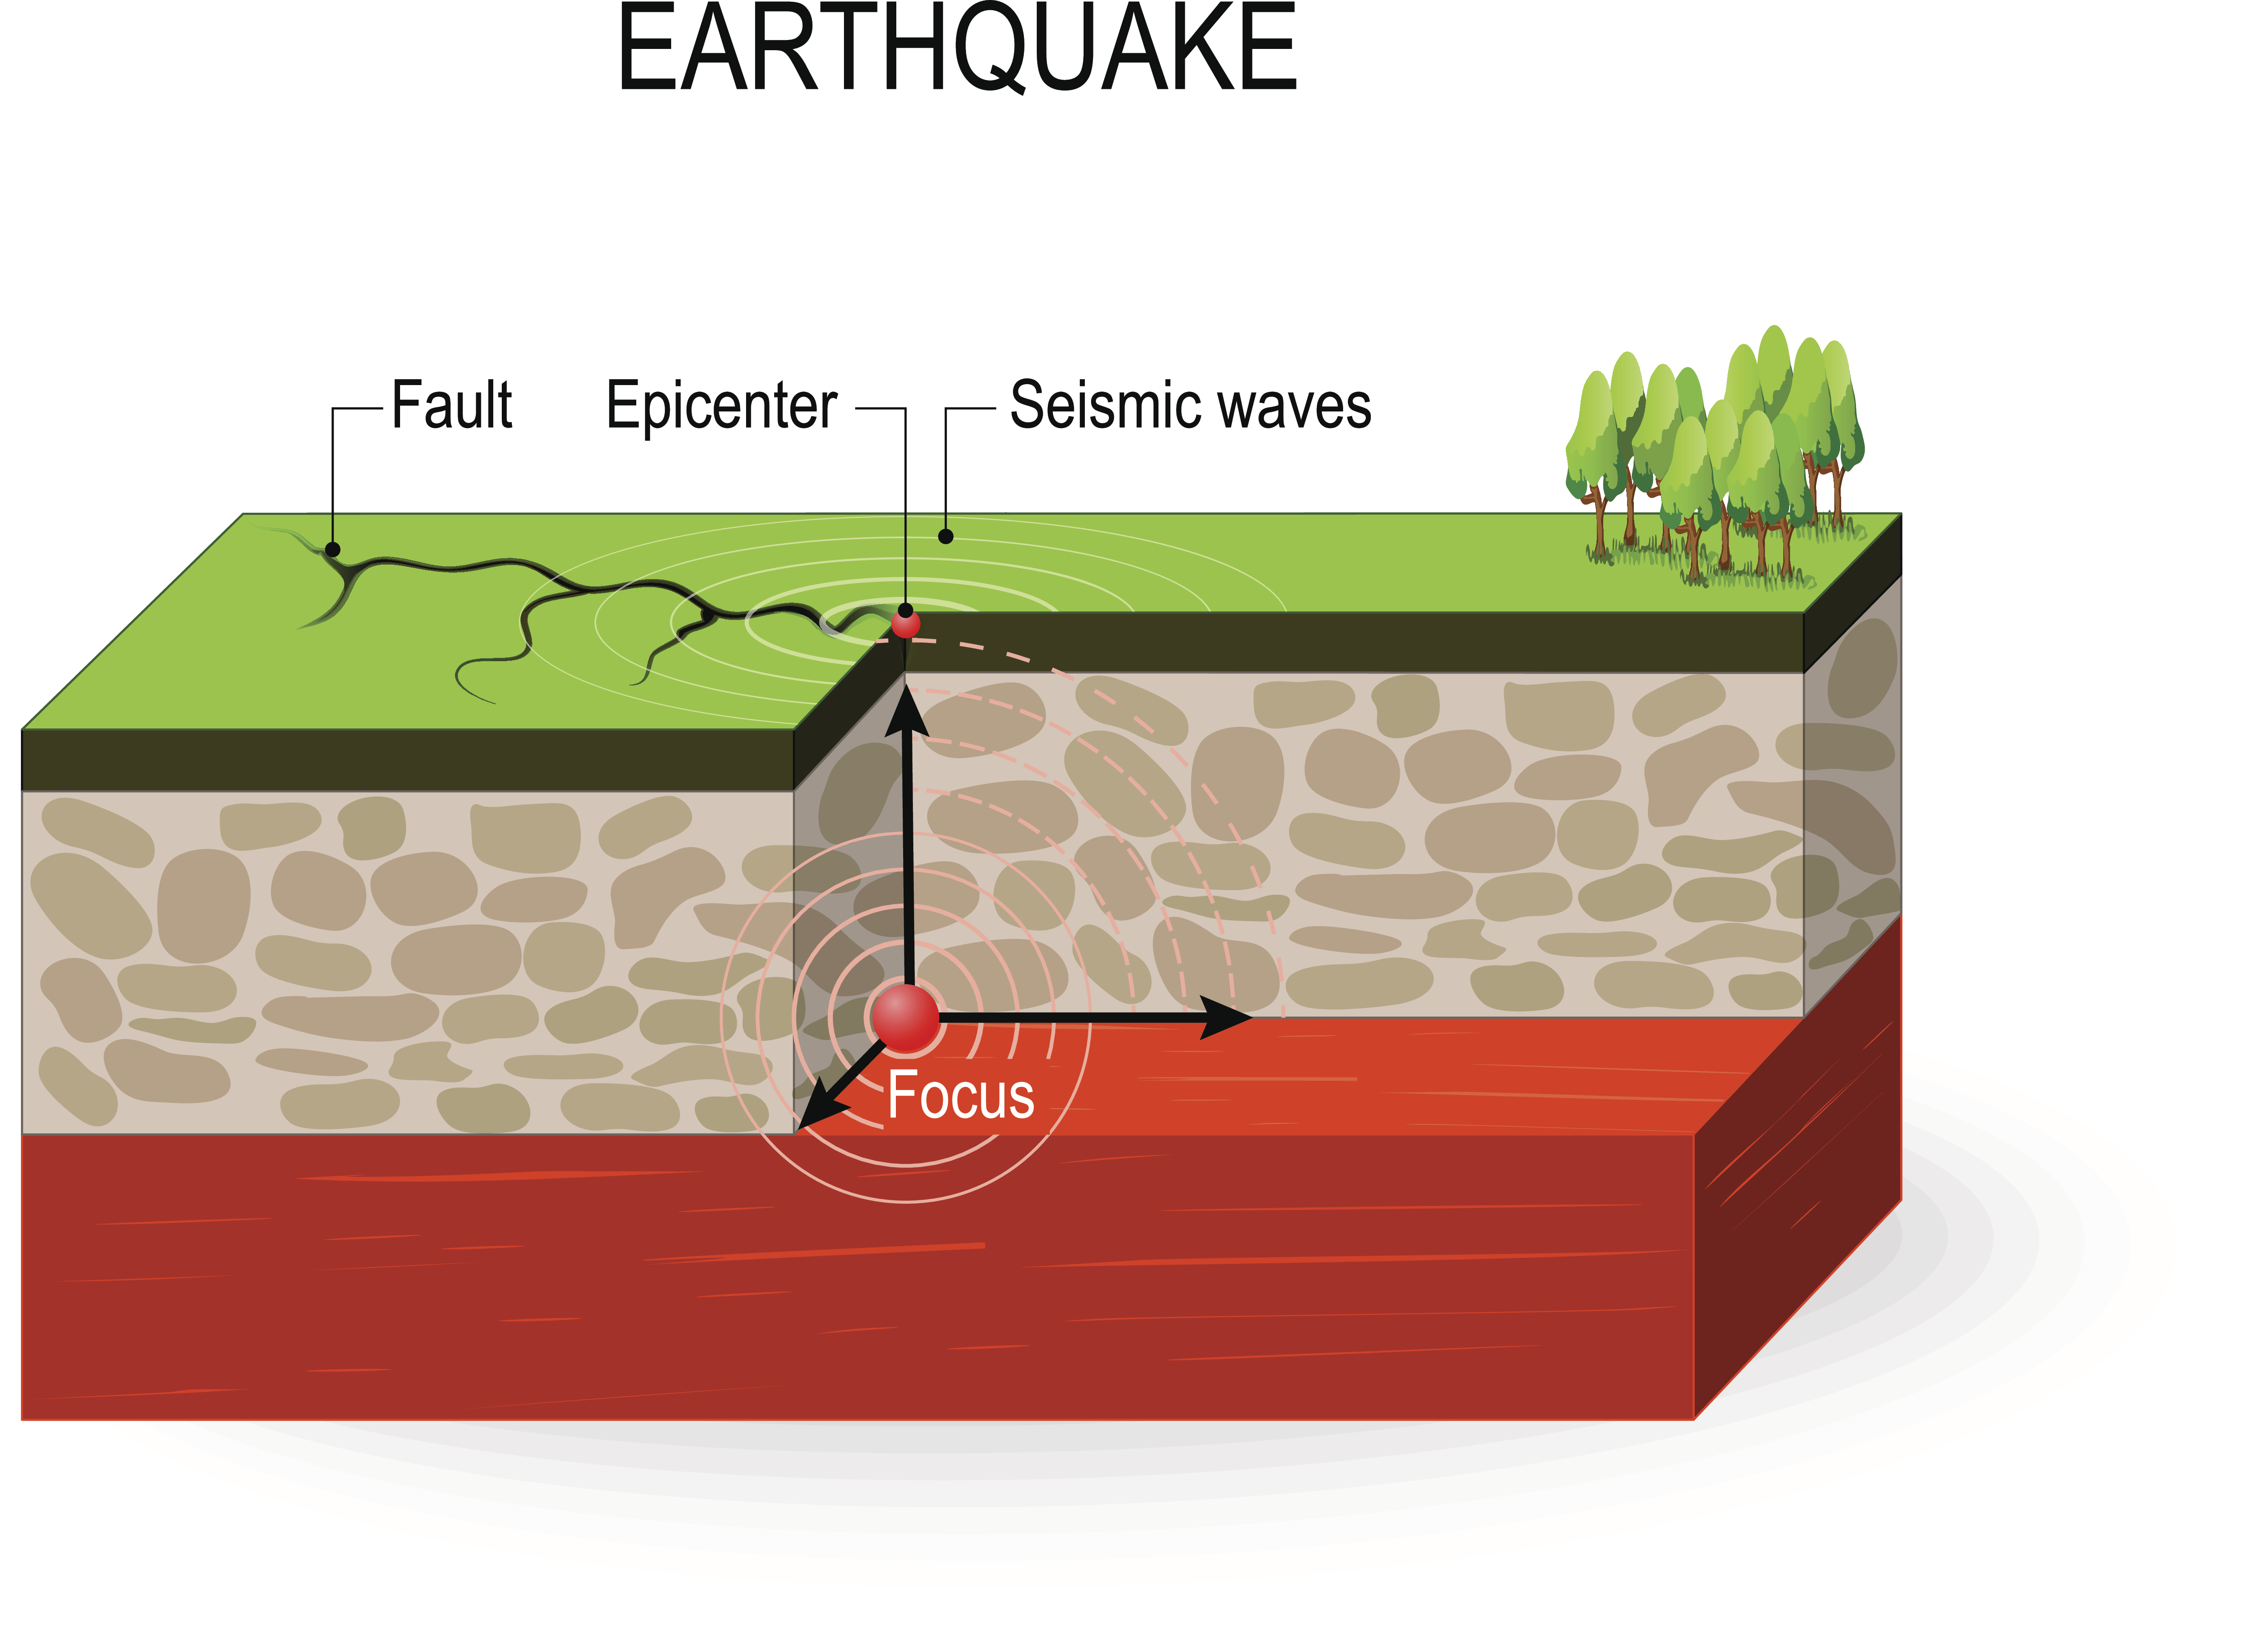 EARTHQUAKE
Fault
Epicenter
Seismic waves
Focus